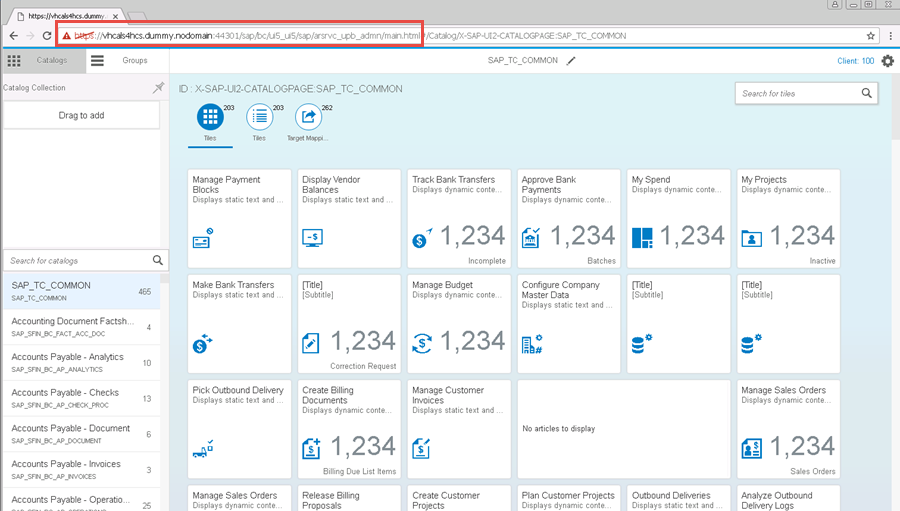 https://vhcals4hcs.dummy.
https://vhcals4hcs.dummy.nodomain:44301/sap/bc/ui5_ui5/sap/arsrvc_upb_admn/main.html#/Catalog/X-SAP-UI2-CATALOGPAGE:SAP_TC_COMMON
Catalogs
Groups
SAP_TC_COMMON
Client: 100
Catalog Collection
Drag to add
Search for catalogs
SAP_TC_COMMON
SAP_TC_COMMON
465
Accounting Document Factsh...
SAP_SFIN_BC_FACT_ACC_DOC
4
Accounts Payable - Analytics
SAP_SFIN_BC_AP_ANALYTICS
10
Accounts Payable - Checks
SAP_SFIN_BC_AP_CHECK_PROC
13
Accounts Payable - Document
SAP_SFIN_BC_AP_DOCUMENT
6
Accounts Payable - Invoices
SAP_SFIN_BC_AP_INVOICES
3
Accounts Payable - Operatio...
25
ID : X-SAP-UI2-CATALOGPAGE:SAP_TC_COMMON
Search for tiles
203
Tiles
203
Tiles
262
Target Mappi...
Manage Payment
Blocks
Displays static text and ...
Display Vendor
Balances
Displays static text and ...
$
Track Bank Transfers
Displays dynamic conte...
$
1,234
Incomplete
Approve Bank
Payments
Displays dynamic conte...
1,234
Batches
My Spend
Displays dynamic conte...
1,234
My Projects
Displays dynamic conte...
1,234
Inactive
Make Bank Transfers
Displays static text and ...
$
[Title]
[Subtitle]
1,234
Correction Request
Manage Budget
Displays dynamic conte...
$
1,234
Configure Company
Master Data
Displays static text and ...
#
[Title]
[Subtitle]
[Title]
[Subtitle]
Pick Outbound Delivery
Displays static text and ...
Create Billing
Documents
Displays dynamic conte...
$
1,234
Billing Due List Items
Manage Customer
Invoices
Displays static text and ...
$
No articles to display
Manage Sales Orders
Displays dynamic conte...
$
1,234
Sales Orders
Manage Sales Orders
Displays static text and ...
Release Billing
Proposals
Create Customer
Projects
Plan Customer Projects
Displays dynamic conte...
Outbound Deliveries
Displays static text and ...
Analyze Outbound
Delivery Logs